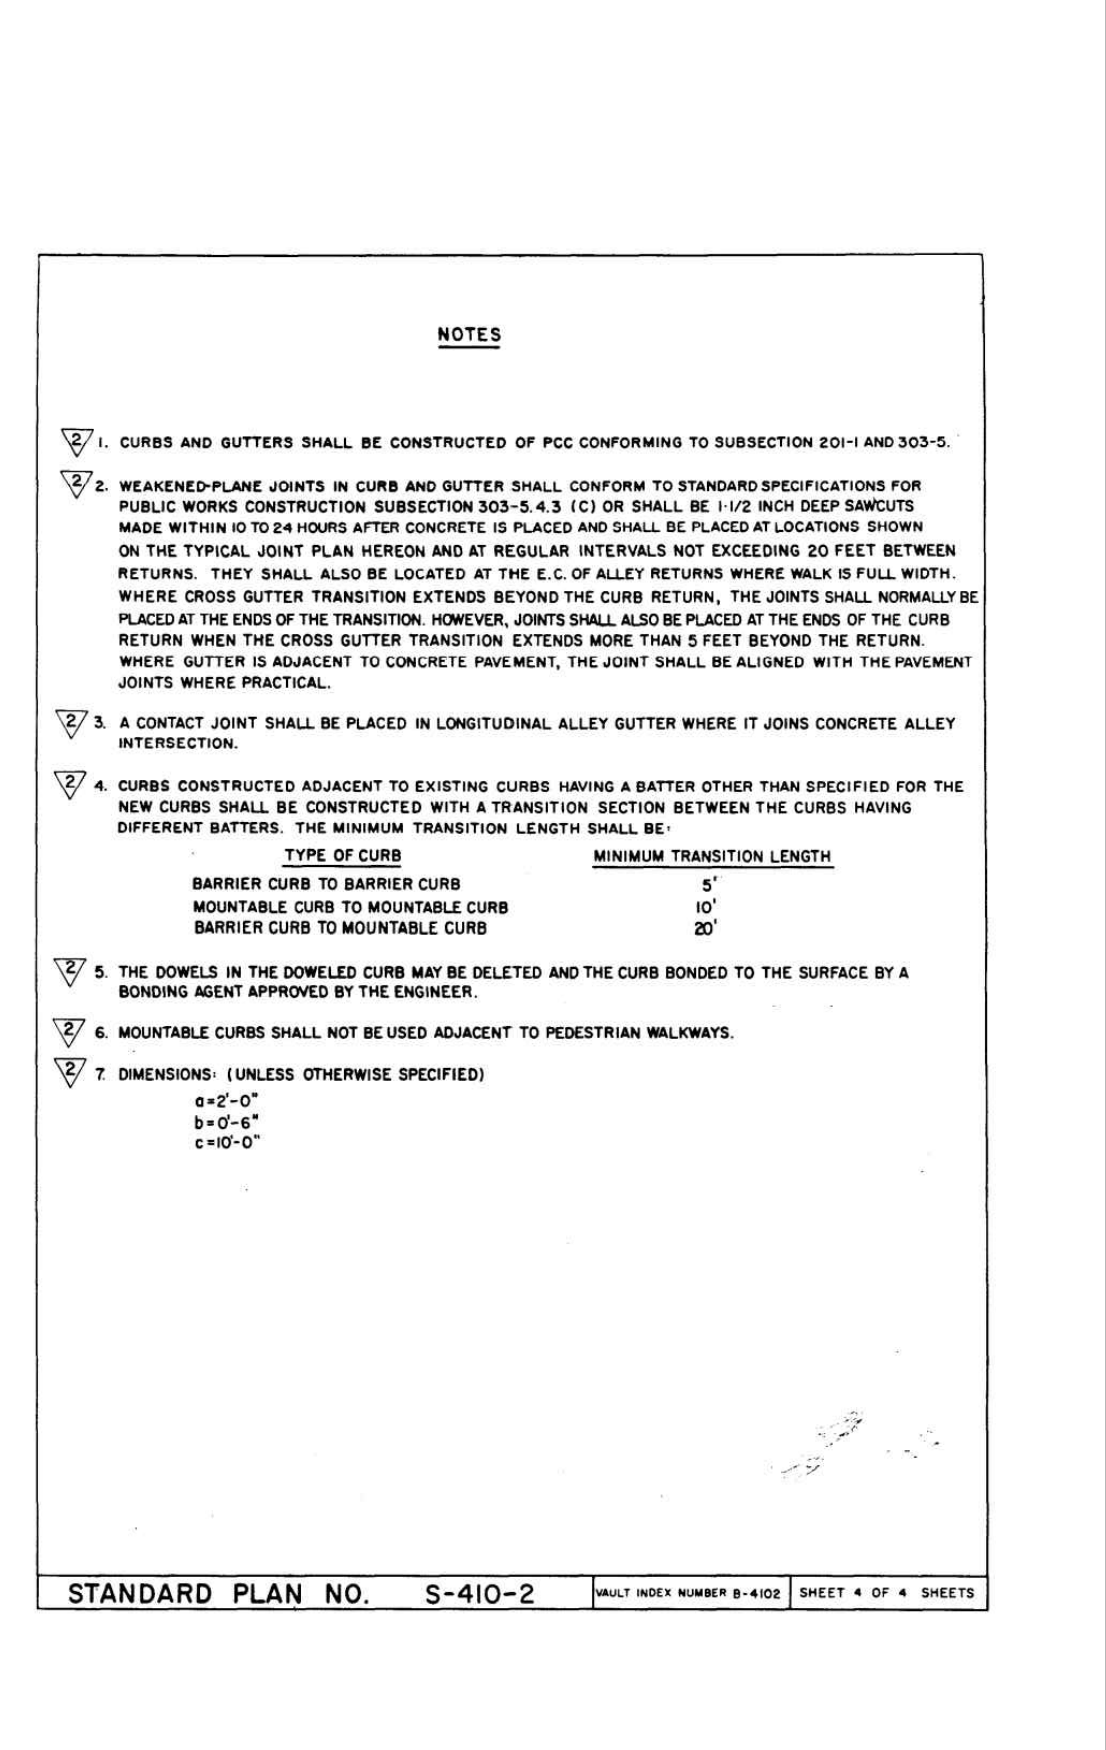 NOTES
2 1. CURBS AND GUTTERS SHALL BE CONSTRUCTED OF PCC CONFORMING TO SUBSECTION 201-1 AND 303-5.
2 2. WEAKENED-PLANE JOINTS IN CURB AND GUTTER SHALL CONFORM TO STANDARD SPECIFICATIONS FOR
PUBLIC WORKS CONSTRUCTION SUBSECTION 303-5.4.3 (C) OR SHALL BE 1-1/2 INCH DEEP SAWCUTS
MADE WITHIN 10 TO 24 HOURS AFTER CONCRETE IS PLACED AND SHALL BE PLACED AT LOCATIONS SHOWN
ON THE TYPICAL JOINT PLAN HEREON AND AT REGULAR INTERVALS NOT EXCEEDING 20 FEET BETWEEN
RETURNS. THEY SHALL ALSO BE LOCATED AT THE E.C. OF ALLEY RETURNS WHERE WALK IS FULL WIDTH.
WHERE CROSS GUTTER TRANSITION EXTENDS BEYOND THE CURB RETURN, THE JOINTS SHALL NORMALLY BE
PLACED AT THE ENDS OF THE TRANSITION. HOWEVER, JOINTS SHALL ALSO BE PLACED AT THE ENDS OF THE CURB
RETURN WHEN THE CROSS GUTTER TRANSITION EXTENDS MORE THAN 5 FEET BEYOND THE RETURN.
WHERE GUTTER IS ADJACENT TO CONCRETE PAVEMENT, THE JOINT SHALL BE ALIGNED WITH THE PAVEMENT
JOINTS WHERE PRACTICAL.
2 3. A CONTACT JOINT SHALL BE PLACED IN LONGITUDINAL ALLEY GUTTER WHERE IT JOINS CONCRETE ALLEY
INTERSECTION.
2 4. CURBS CONSTRUCTED ADJACENT TO EXISTING CURBS HAVING A BATTER OTHER THAN SPECIFIED FOR THE
NEW CURBS SHALL BE CONSTRUCTED WITH A TRANSITION SECTION BETWEEN THE CURBS HAVING
DIFFERENT BATTERS. THE MINIMUM TRANSITION LENGTH SHALL BE:
TYPE OF CURB MINIMUM TRANSITION LENGTH
BARRIER CURB TO BARRIER CURB 5'
MOUNTABLE CURB TO MOUNTABLE CURB 10'
BARRIER CURB TO MOUNTABLE CURB 20'
2 5. THE DOWELS IN THE DOWELED CURB MAY BE DELETED AND THE CURB BONDED TO THE SURFACE BY A
BONDING AGENT APPROVED BY THE ENGINEER.
2 6. MOUNTABLE CURBS SHALL NOT BE USED ADJACENT TO PEDESTRIAN WALKWAYS.
2 7. DIMENSIONS: (UNLESS OTHERWISE SPECIFIED)
a=2'-0"
b=0'-6"
c=10'-0"
STANDARD PLAN NO. S-410-2 VAULT INDEX NUMBER B-4102 SHEET 4 OF 4 SHEETS